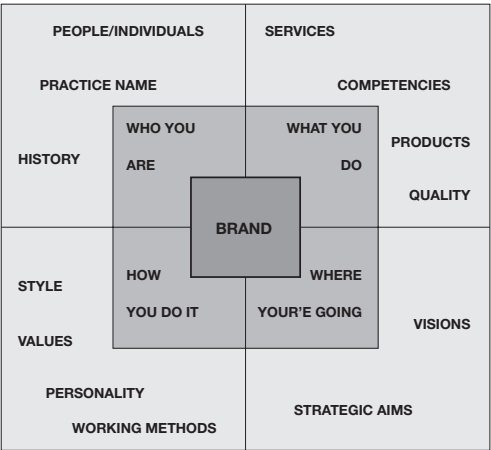 PEOPLE/INDIVIDUALS
PRACTICE NAME
HISTORY
WHO YOU
ARE
SERVICES
COMPETENCIES
PRODUCTS
QUALITY
WHAT YOU
DO
BRAND
HOW
YOU DO IT
STYLE
VALUES
PERSONALITY
WORKING METHODS
WHERE
YOUR'E GOING
VISIONS
STRATEGIC AIMS